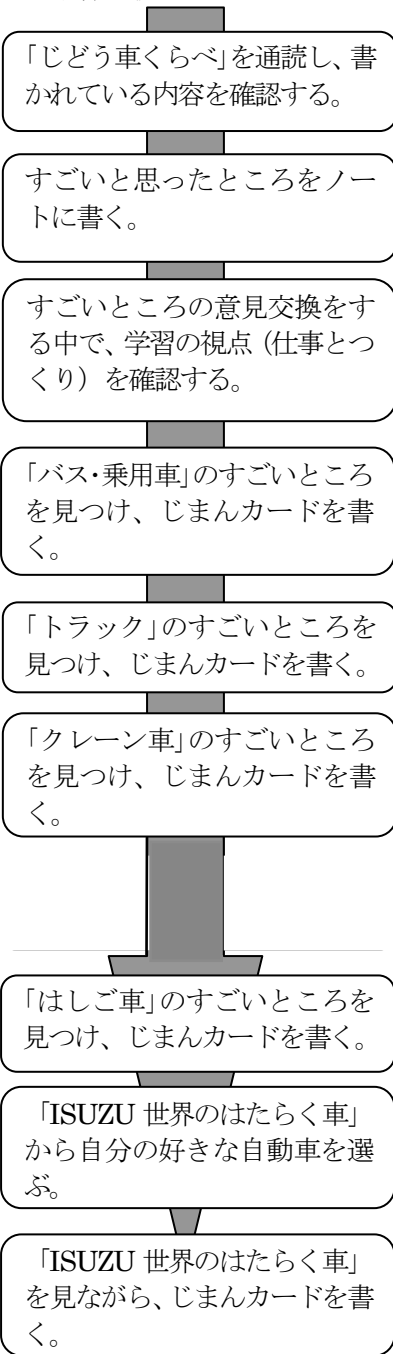 「じどう車くらべ」を通読し、書
かれている内容を確認する。
すごいと思ったところをノー
トに書く。
すごいところの意見交換をす
る中で、学習の視点（仕事とつ
くり）を確認する。
「バス・乗用車」のすごいところ
を見つけ、じまんカードを書
く。
「トラック」のすごいところを
見つけ、じまんカードを書く。
「クレーン車」のすごいところ
を見つけ、じまんカードを書
く。
「はしご車」のすごいところを
見つけ、じまんカードを書く。
「ISUZU 世界のはたらく車」
から自分の好きな自動車を選
ぶ。
「ISUZU 世界のはたらく車」
を見ながら、じまんカードを書
く。